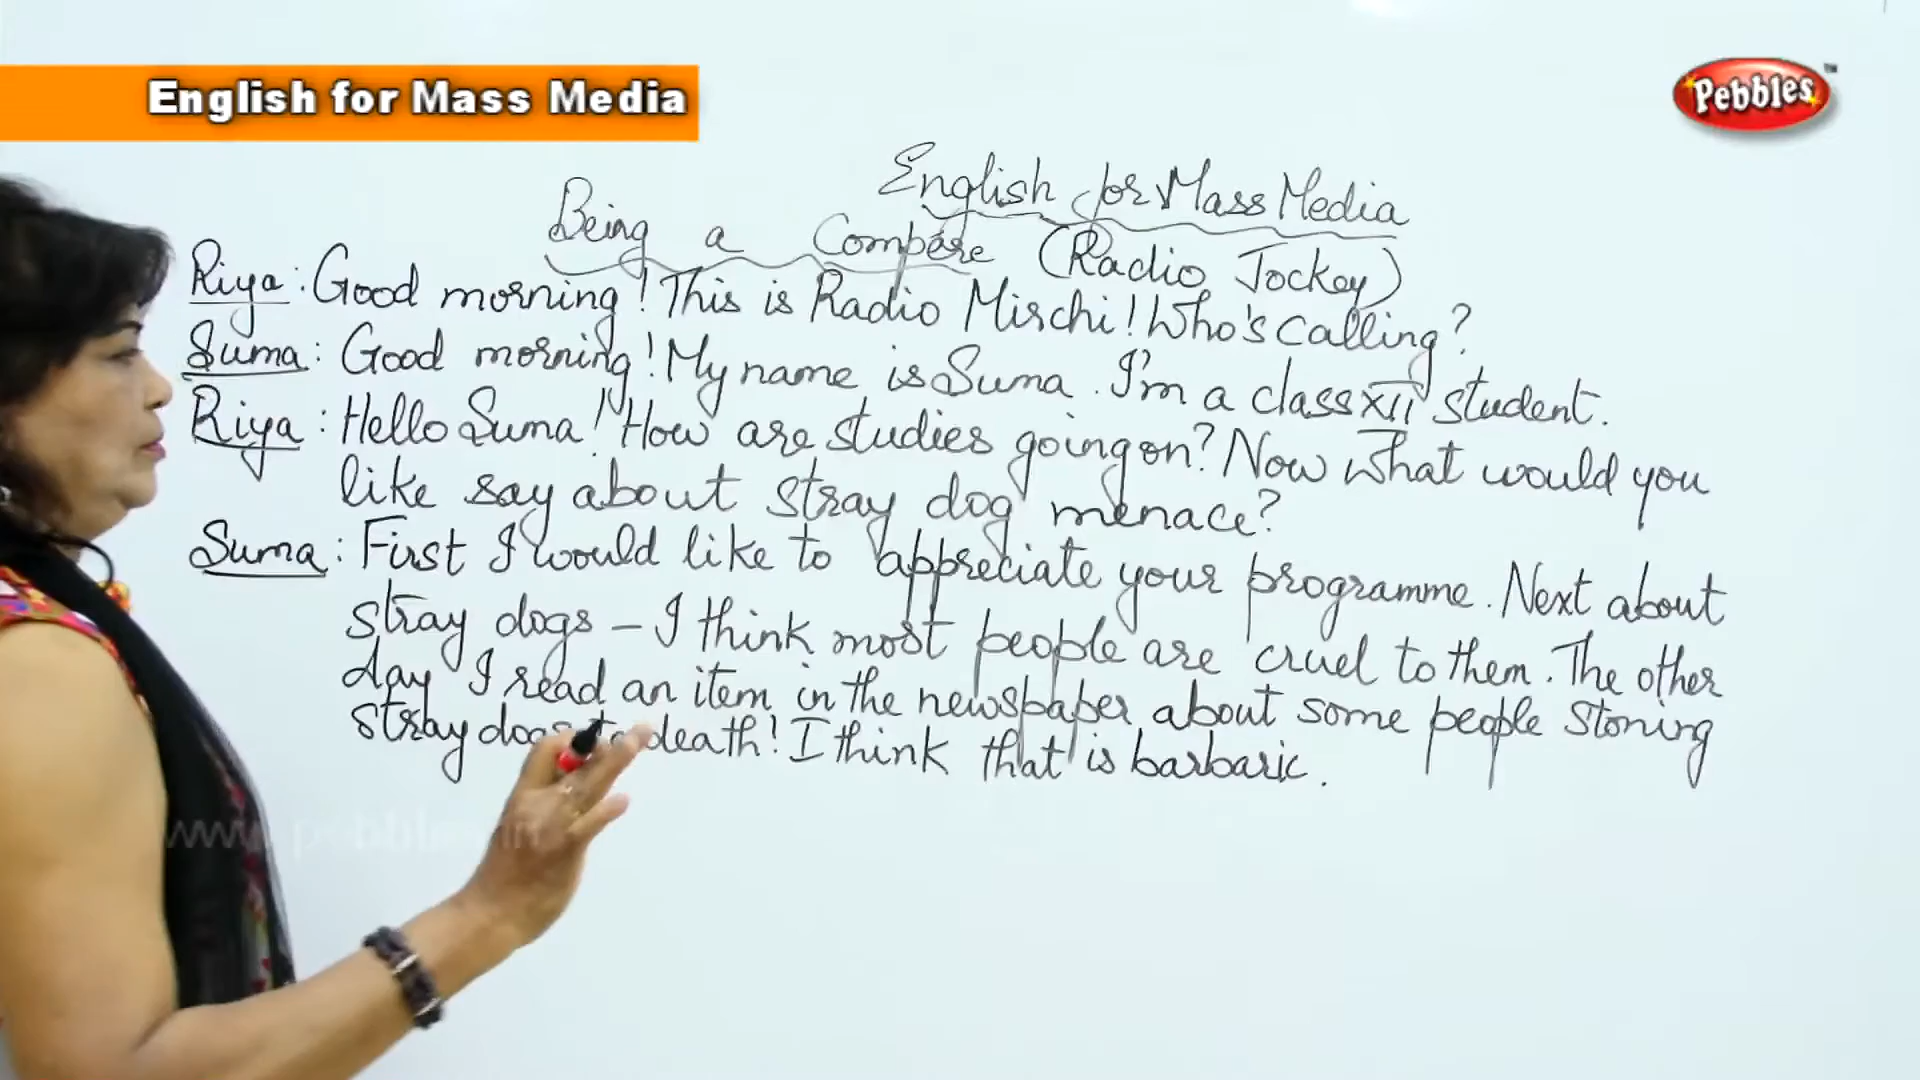 English for Mass Media
Pebbles™
English for Mass Media
Being a Compère (Radio Jockey)
Riya: Good morning! This is Radio Mirchi! Who's calling?
Suma: Good morning! My name is Suma. I'm a class XII student.
Riya: Hello Suma! How are studies going on? Now what would you
like say about stray dog menace?
Suma: First I would like to appreciate your programme. Next about
stray dogs – I think most people are cruel to them. The other
day I read an item in the newspaper about some people stoning
stray dogs to death! I think that is barbaric.